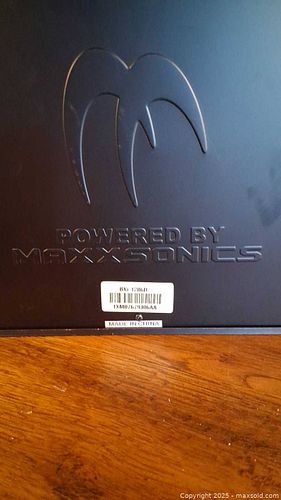 POWERED BY
MAXXSONICS
MADE IN CHINA
Copyright © 2025 - maxsold.com